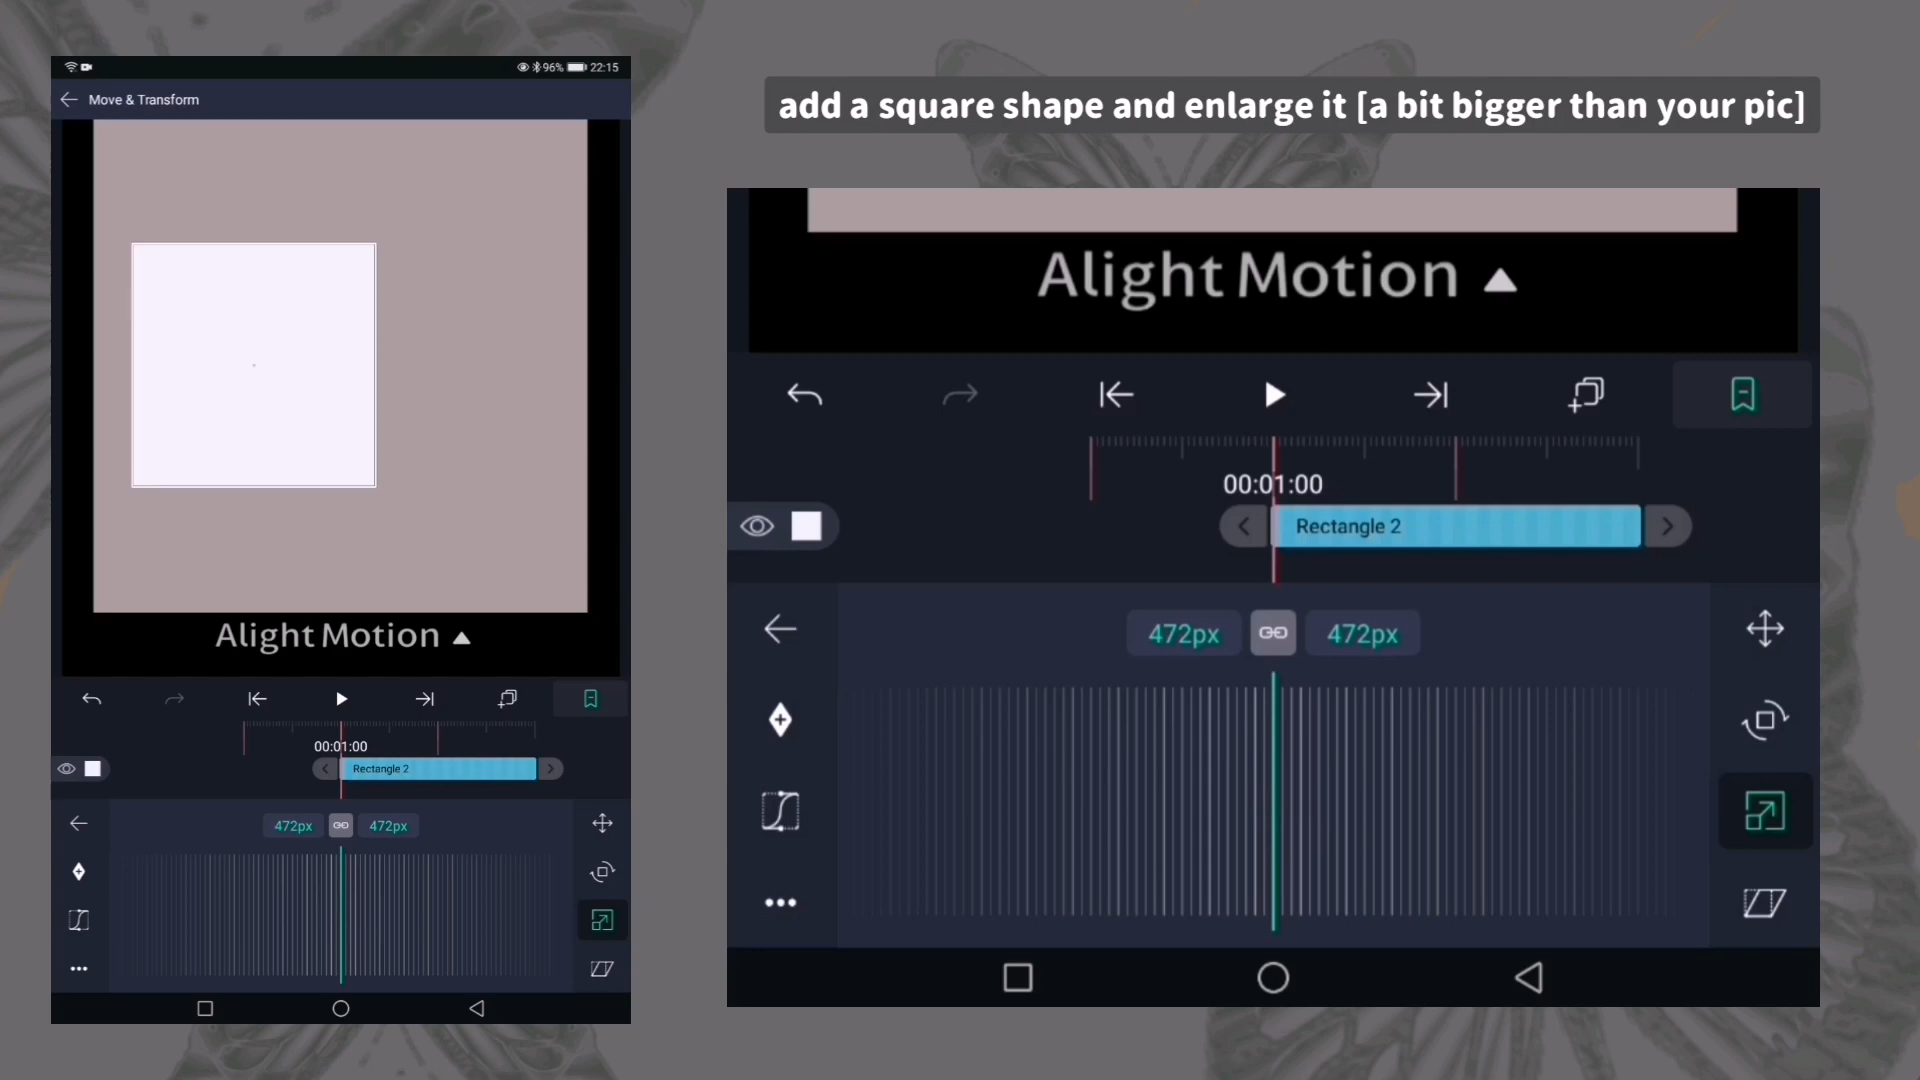 96% 22:15
Move & Transform
Alight Motion
00:01:00
Rectangle 2
472px 472px
add a square shape and enlarge it [a bit bigger than your pic]
Alight Motion
00:01:00
Rectangle 2
472px 472px